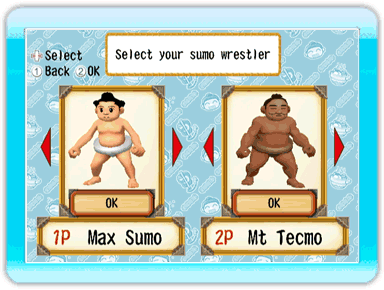 Select
① Back ② OK
Select your sumo wrestler
OK
OK
1P Max Sumo
2P Mt Tecmo